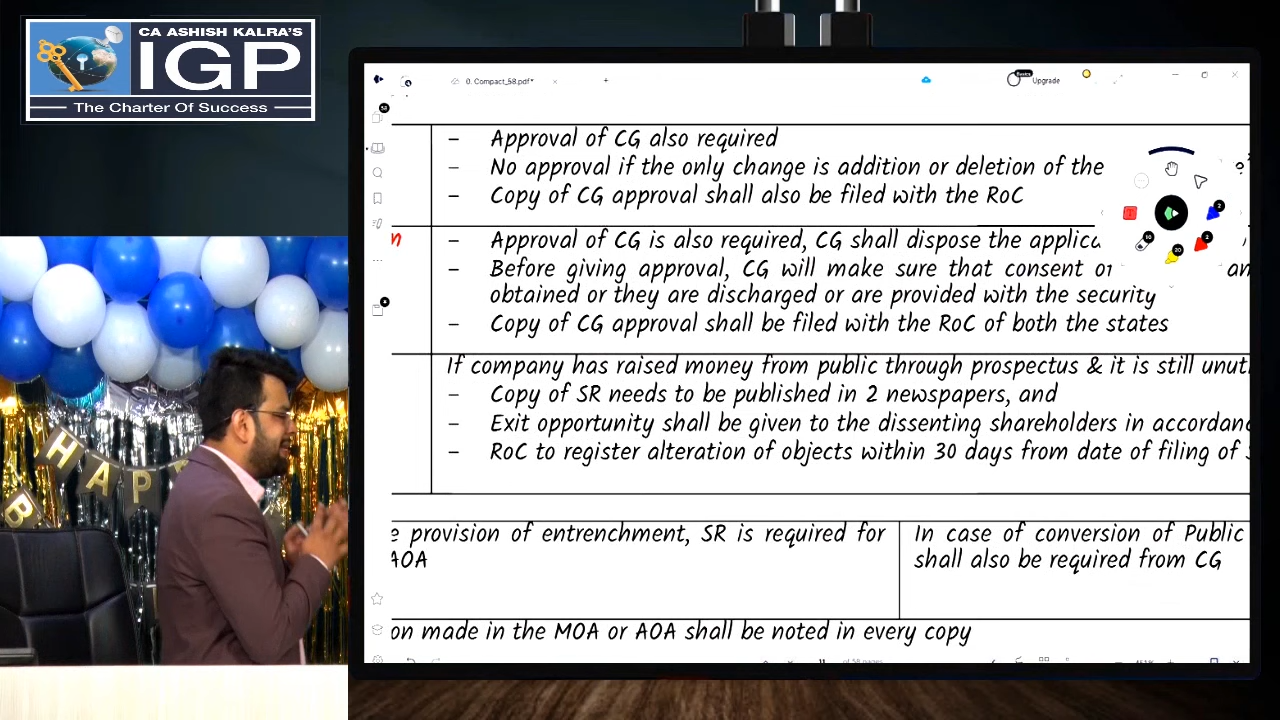 CA ASHISH KALRA'S
IGP
The Charter Of Success
0. Compact_58.pdf*
Upgrade
- Approval of CG also required
- No approval if the only change is addition or deletion of the
- Copy of CG approval shall also be filed with the RoC
- Approval of CG is also required, CG shall dispose the applica
- Before giving approval, CG will make sure that consent of
obtained or they are discharged or are provided with the security
- Copy of CG approval shall be filed with the RoC of both the states
If company has raised money from public through prospectus & it is still unut
- Copy of SR needs to be published in 2 newspapers, and
- Exit opportunity shall be given to the dissenting shareholders in accordanc
- RoC to register alteration of objects within 30 days from date of filing of
e provision of entrenchment, SR is required for
AOA
In case of conversion of Public
shall also be required from CG
on made in the MOA or AOA shall be noted in every copy
HAPP
B